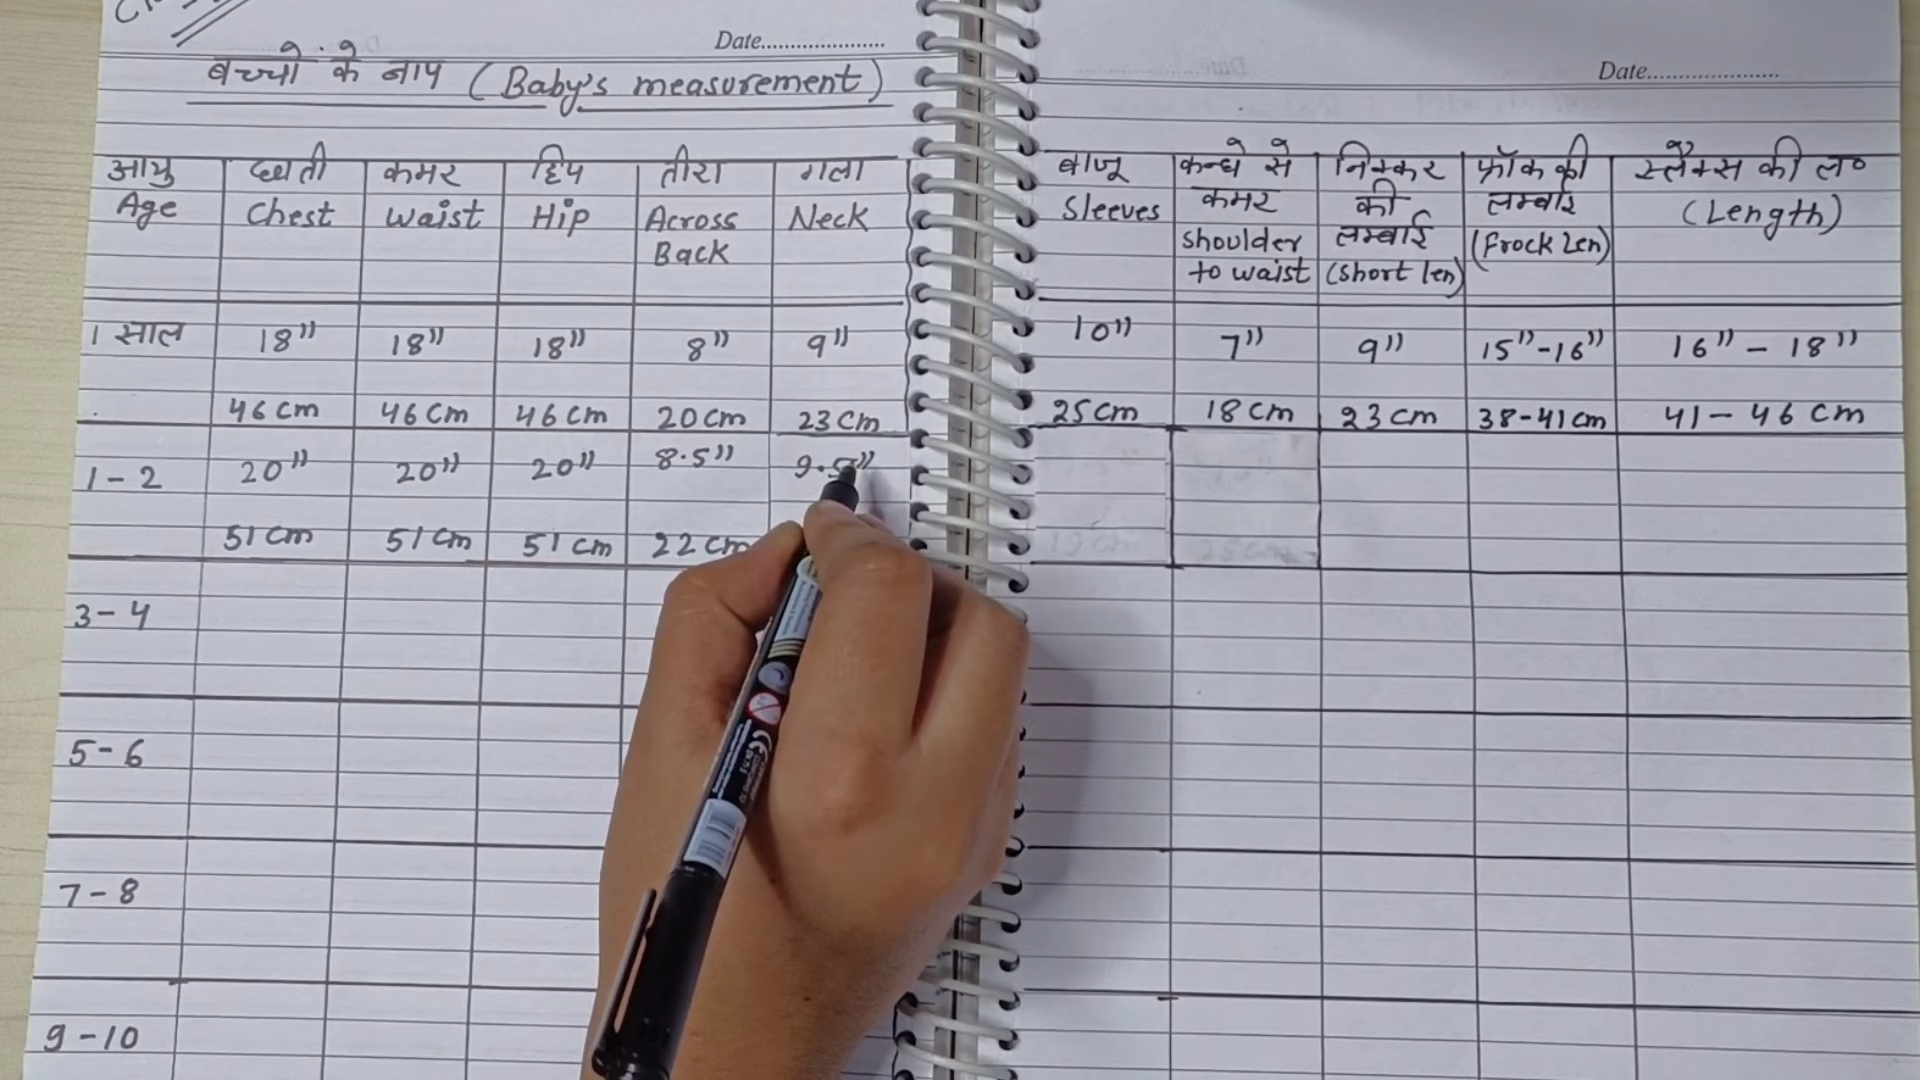 Date.....................
बच्चों के नाप (Baby's measurement)
आयु छाती कमर हिप तीरा गला
Age Chest waist Hip Across Neck
Back
1 साल 18" 18" 18" 8" 9"
46 cm 46 cm 46 cm 20 cm 23 cm
1-2 20" 20" 20" 8.5" 9.5"
51 cm 51 cm 51 cm 22 cm
3-4
5-6
7-8
9-10
Date.....................
बाजू कन्धे से निक्कर फ्रॉक की स्लैक्स की ल०
Sleeves कमर की लम्बाई (Length)
shoulder लम्बाई (Frock Len)
to waist (short len)
10" 7" 9" 15"-16" 16" - 18"
25 cm 18 cm 23 cm 38-41 cm 41 - 46 cm